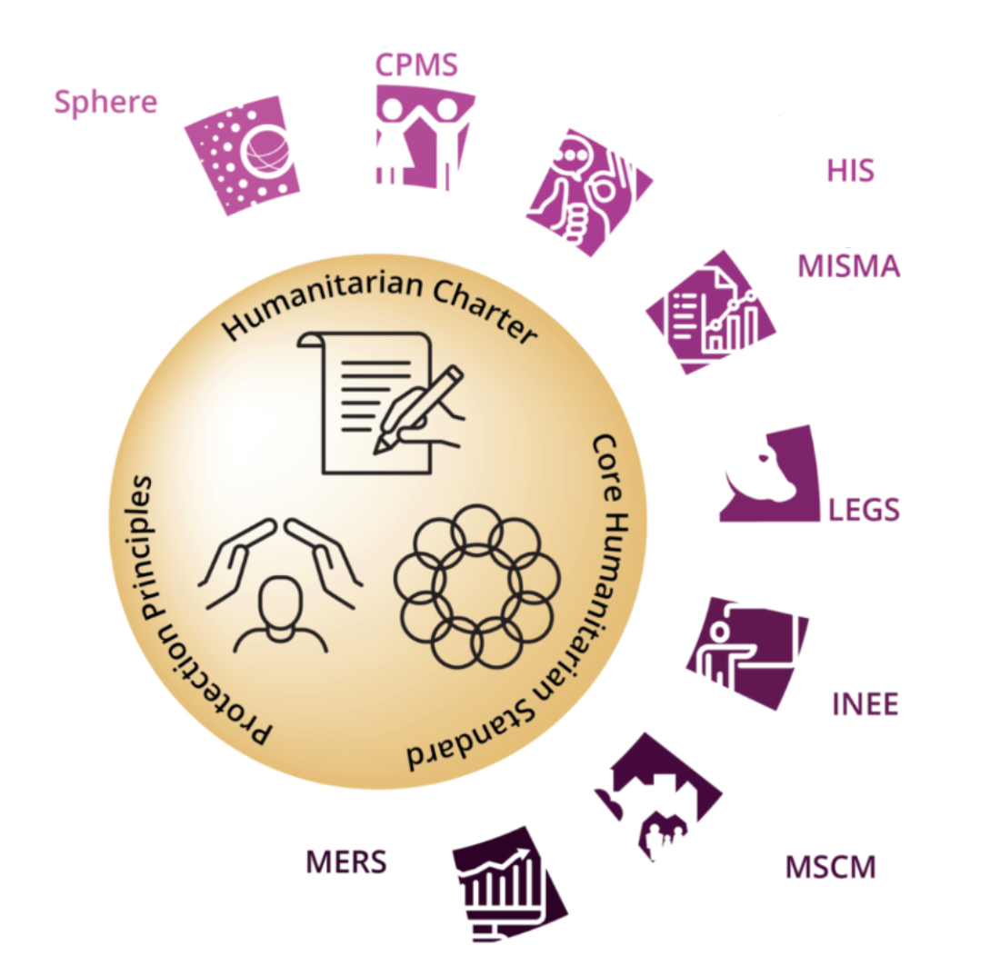 CPMS
Sphere
HIS
MISMA
Humanitarian Charter
Core Humanitarian Standard
Protection Principles
LEGS
INEE
MERS
MSCM